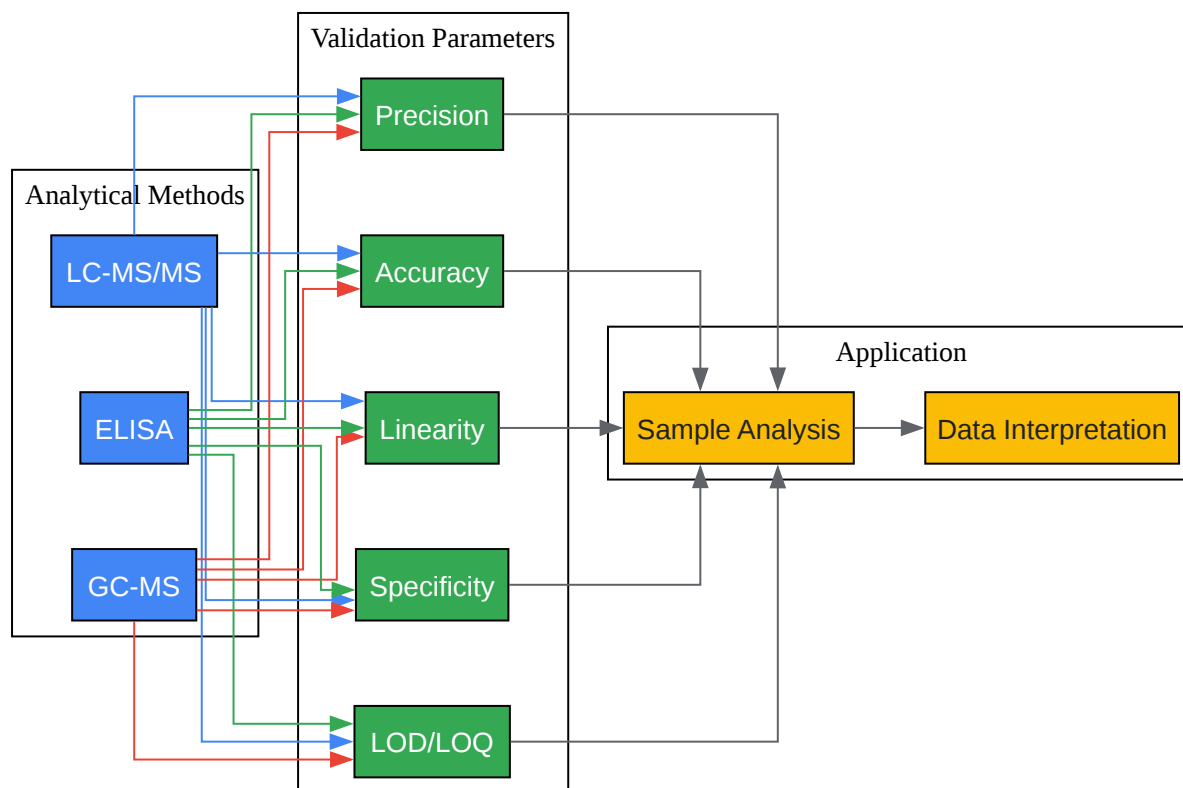 Validation Parameters
Precision
Analytical Methods
LC-MS/MS
Accuracy
Application
ELISA
Linearity
Sample Analysis
Data Interpretation
GC-MS
Specificity
LOD/LOQ